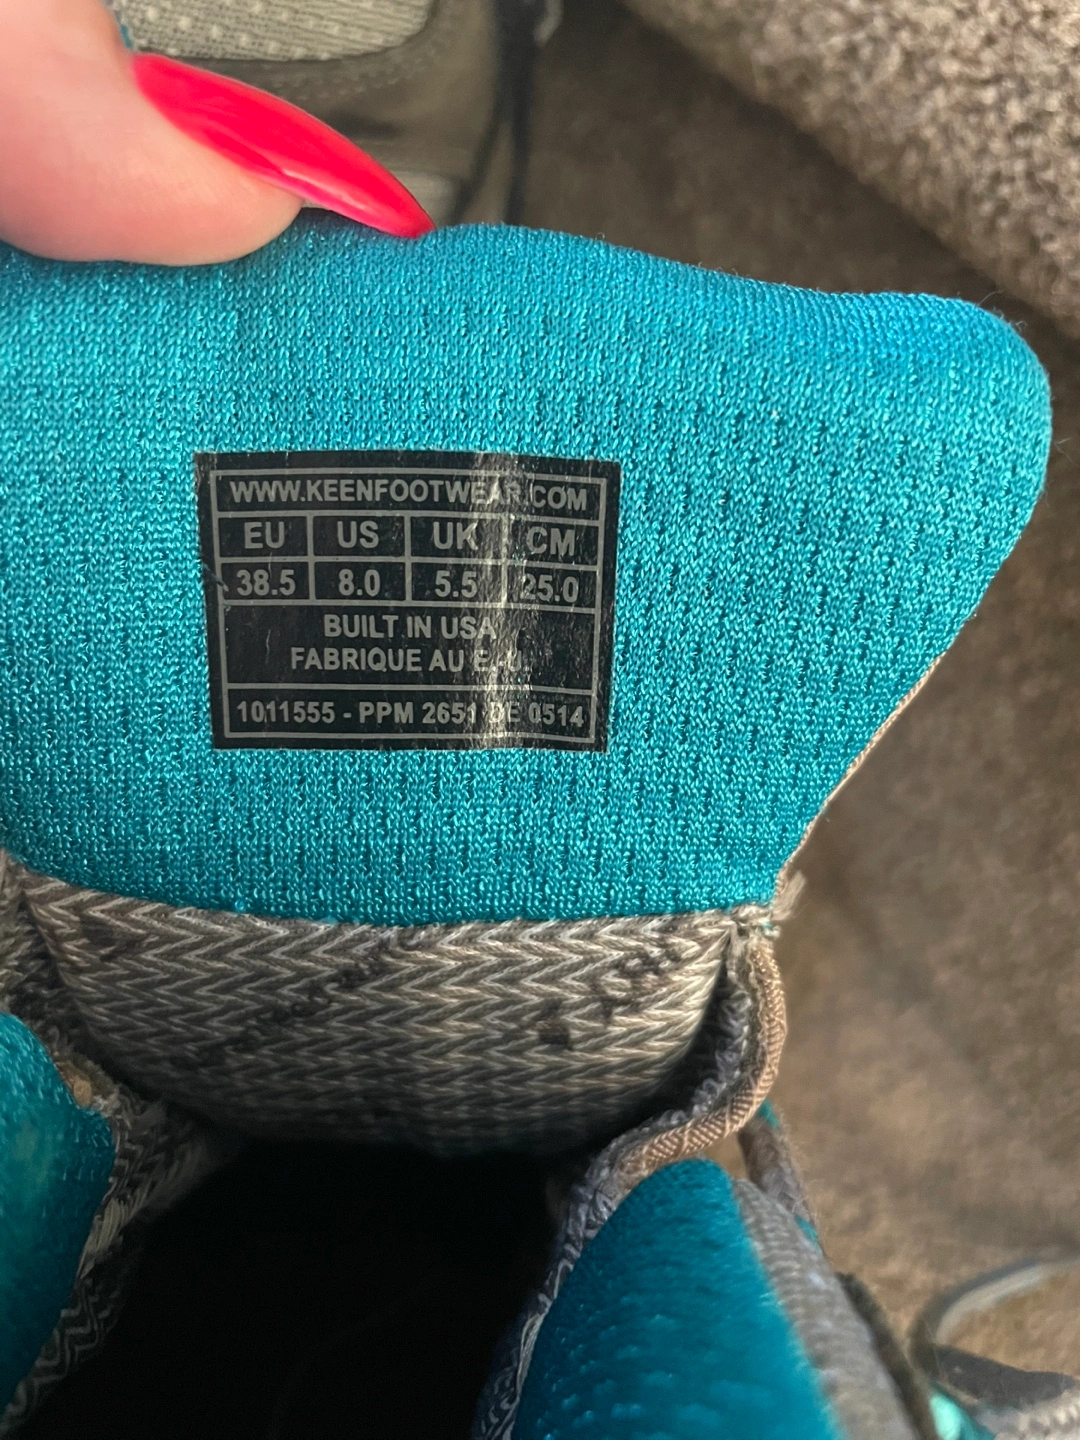 WWW.KEENFOOTWEAR.COM
EU US UK CM
38.5 8.0 5.5 25.0
BUILT IN USA
FABRIQUE AU E.-U.
1011555 - PPM 2651 DE 0514